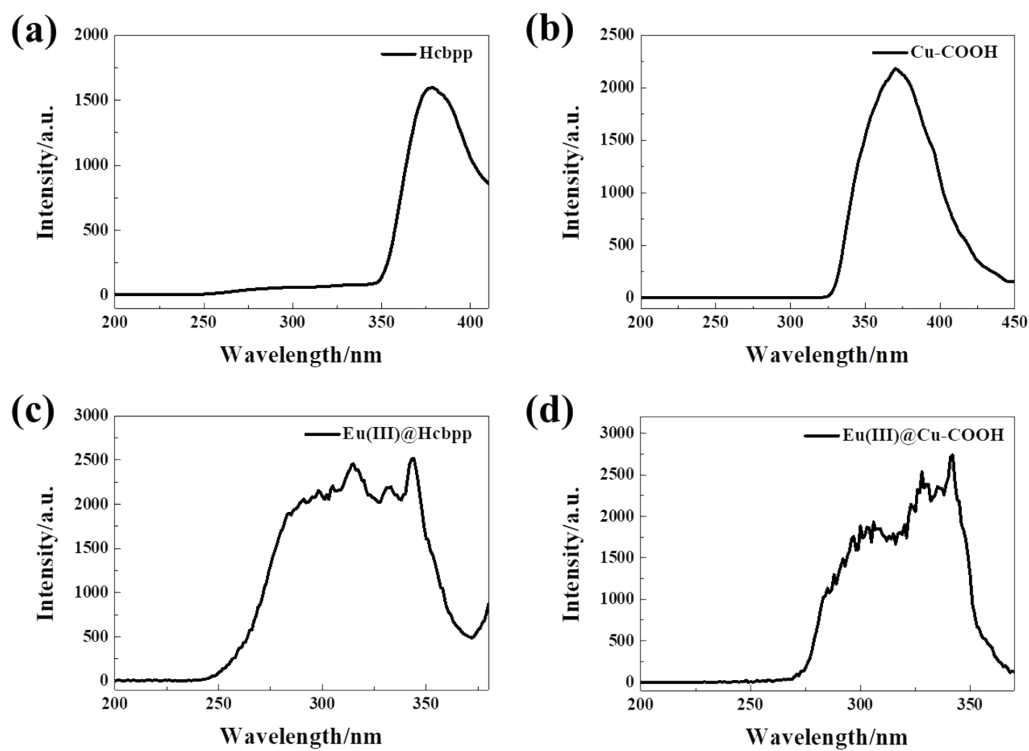 (a)
Hcbpp
2000
1500
1000
500
0
Intensity/a.u.
200 250 300 350 400
Wavelength/nm
(b)
Cu-COOH
2500
2000
1500
1000
500
0
Intensity/a.u.
200 250 300 350 400 450
Wavelength/nm
(c)
Eu(III)@Hcbpp
3000
2500
2000
1500
1000
500
0
Intensity/a.u.
200 250 300 350
Wavelength/nm
(d)
Eu(III)@Cu-COOH
3000
2500
2000
1500
1000
500
0
Intensity/a.u.
200 250 300 350
Wavelength/nm